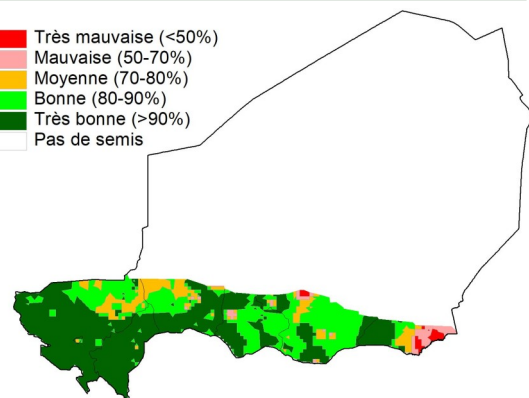 Très mauvaise (<50%)
Mauvaise (50-70%)
Moyenne (70-80%)
Bonne (80-90%)
Très bonne (>90%)
Pas de semis